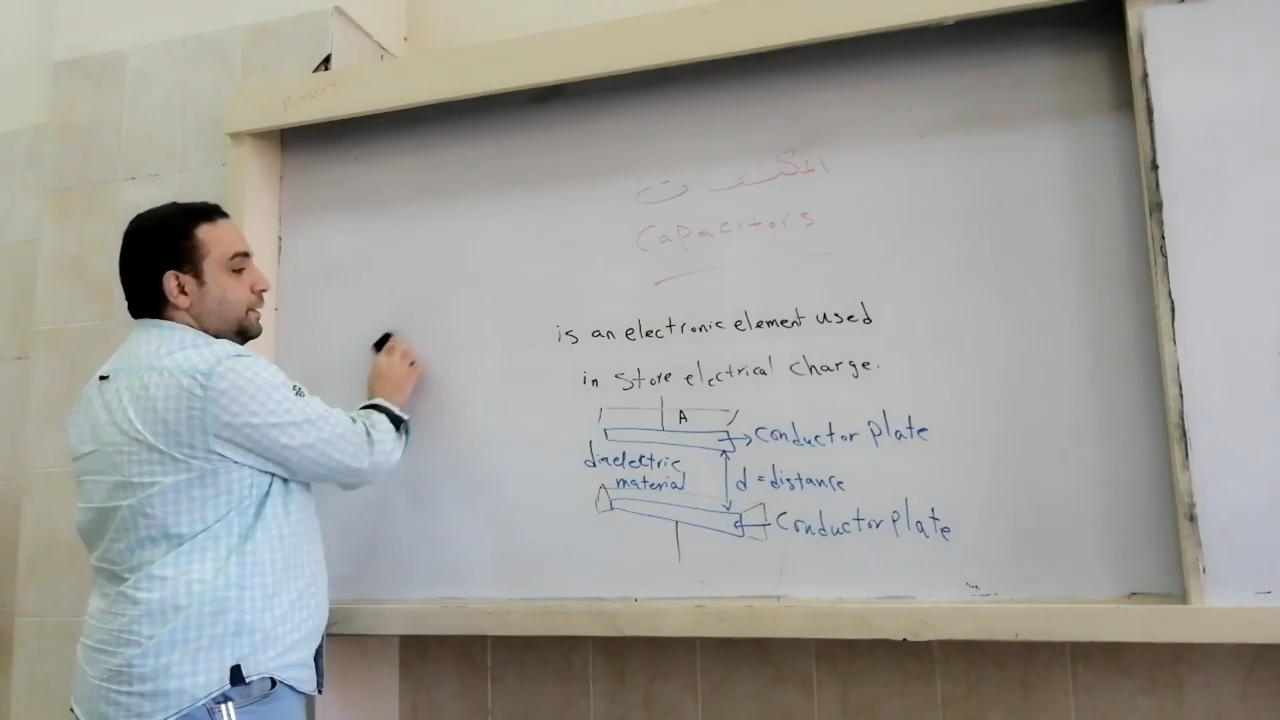 المكثفات
Capacitors
is an electronic element used
in store electrical charge.
A
Conductor plate
dielectric
material
d = distance
Conductor plate